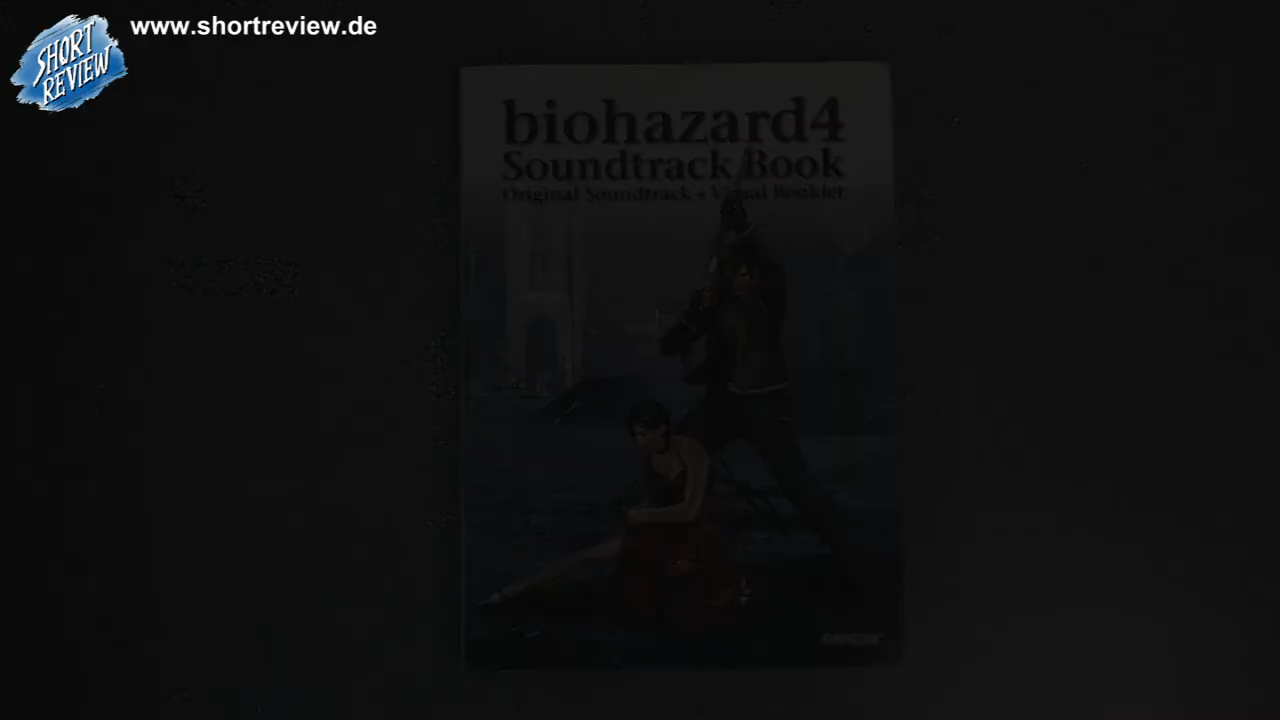 SHORT
REVIEW
www.shortreview.de
biohazard4
Soundtrack Book
Original Soundtrack + Visual Booklet